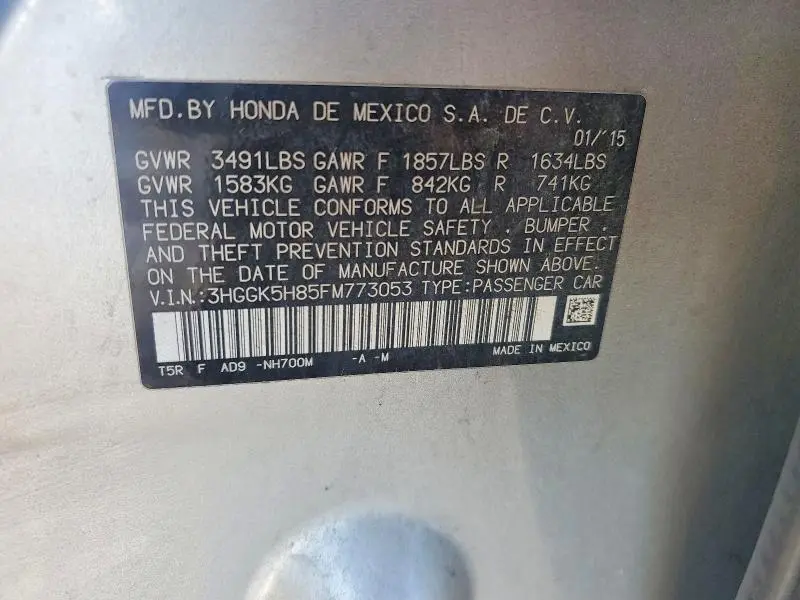 MFD.BY HONDA DE MEXICO S.A. DE C.V.
01/'15
GVWR 3491LBS GAWR F 1857LBS R 1634LBS
GVWR 1583KG GAWR F 842KG R 741KG
THIS VEHICLE CONFORMS TO ALL APPLICABLE
FEDERAL MOTOR VEHICLE SAFETY , BUMPER ,
AND THEFT PREVENTION STANDARDS IN EFFECT
ON THE DATE OF MANUFACTURE SHOWN ABOVE.
V.I.N.:3HGGK5H85FM773053 TYPE:PASSENGER CAR
MADE IN MEXICO
T5R F AD9 -NH700M -A -M